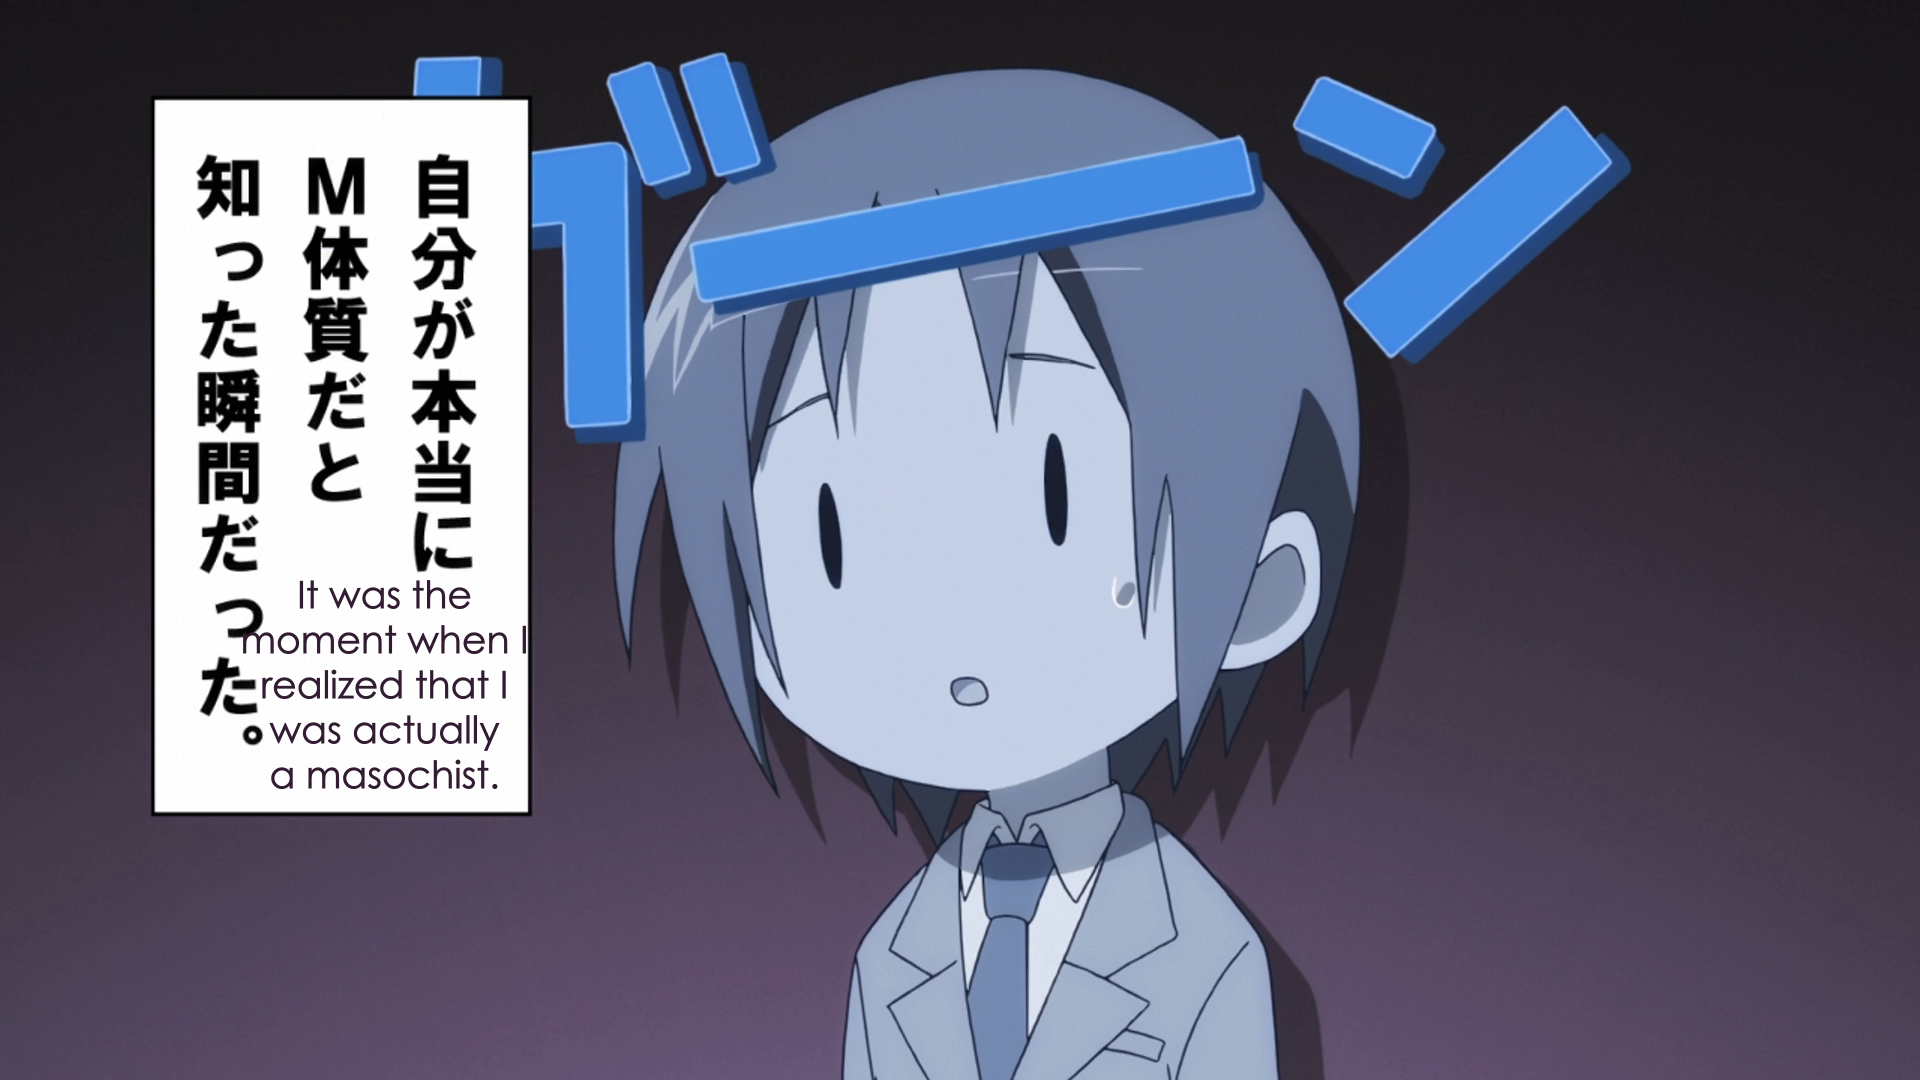 ガーン
自分が本当に
M体質だと
知った瞬間だった。
It was the
moment when I
realized that I
was actually
a masochist.